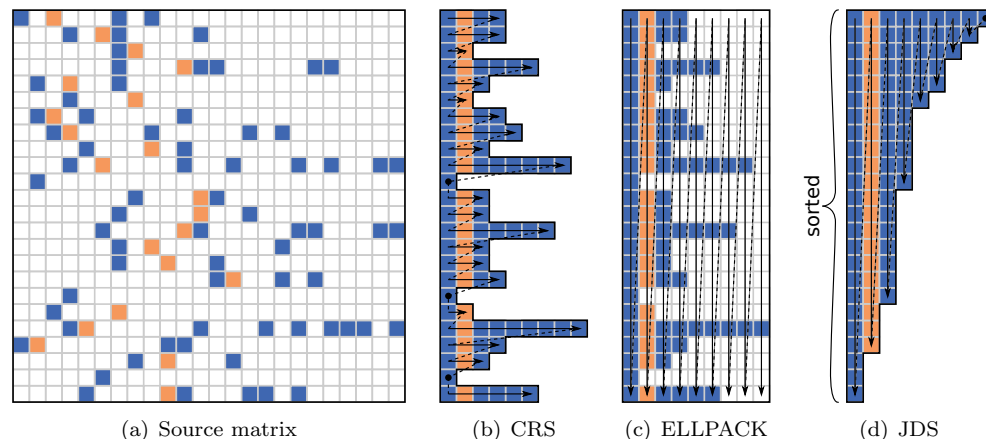 sorted
(a) Source matrix
(b) CRS
(c) ELLPACK
(d) JDS